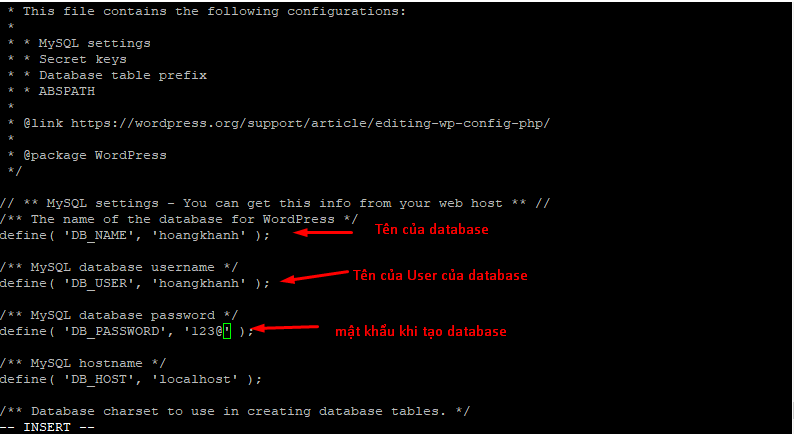 * This file contains the following configurations:
*
* * MySQL settings
* * Secret keys
* * Database table prefix
* * ABSPATH
*
* @link https://wordpress.org/support/article/editing-wp-config-php/
*
* @package WordPress
*/
// ** MySQL settings - You can get this info from your web host ** //
/** The name of the database for WordPress */
define( 'DB_NAME', 'hoangkhanh' ); Tên của database
/** MySQL database username */
define( 'DB_USER', 'hoangkhanh' ); Tên của User của database
/** MySQL database password */
define( 'DB_PASSWORD', '123@' ); mật khẩu khi tạo database
/** MySQL hostname */
define( 'DB_HOST', 'localhost' );
/** Database charset to use in creating database tables. */
-- INSERT --